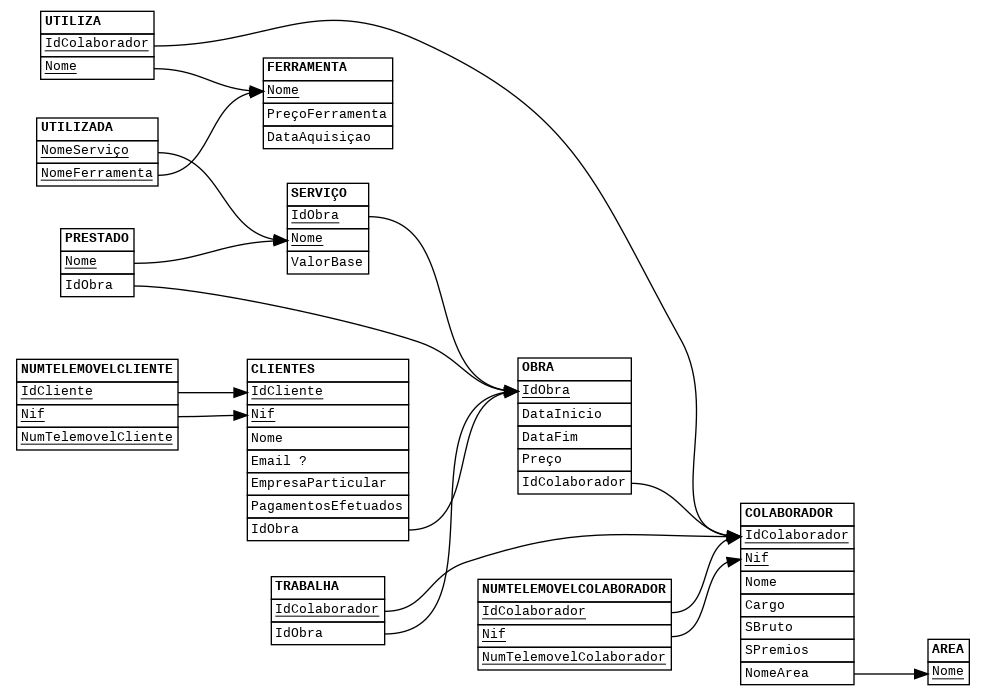 UTILIZA
IdColaborador
Nome
FERRAMENTA
Nome
PreçoFerramenta
DataAquisiçao
UTILIZADA
NomeServiço
NomeFerramenta
SERVIÇO
IdObra
Nome
ValorBase
PRESTADO
Nome
IdObra
NUMTELEMOVELCLIENTE
IdCliente
Nif
NumTelemovelCliente
CLIENTES
IdCliente
Nif
Nome
Email ?
EmpresaParticular
PagamentosEfetuados
IdObra
OBRA
IdObra
DataInicio
DataFim
Preço
IdColaborador
TRABALHA
IdColaborador
IdObra
NUMTELEMOVELCOLABORADOR
IdColaborador
Nif
NumTelemovelColaborador
COLABORADOR
IdColaborador
Nif
Nome
Cargo
SBruto
SPremios
NomeArea
AREA
Nome